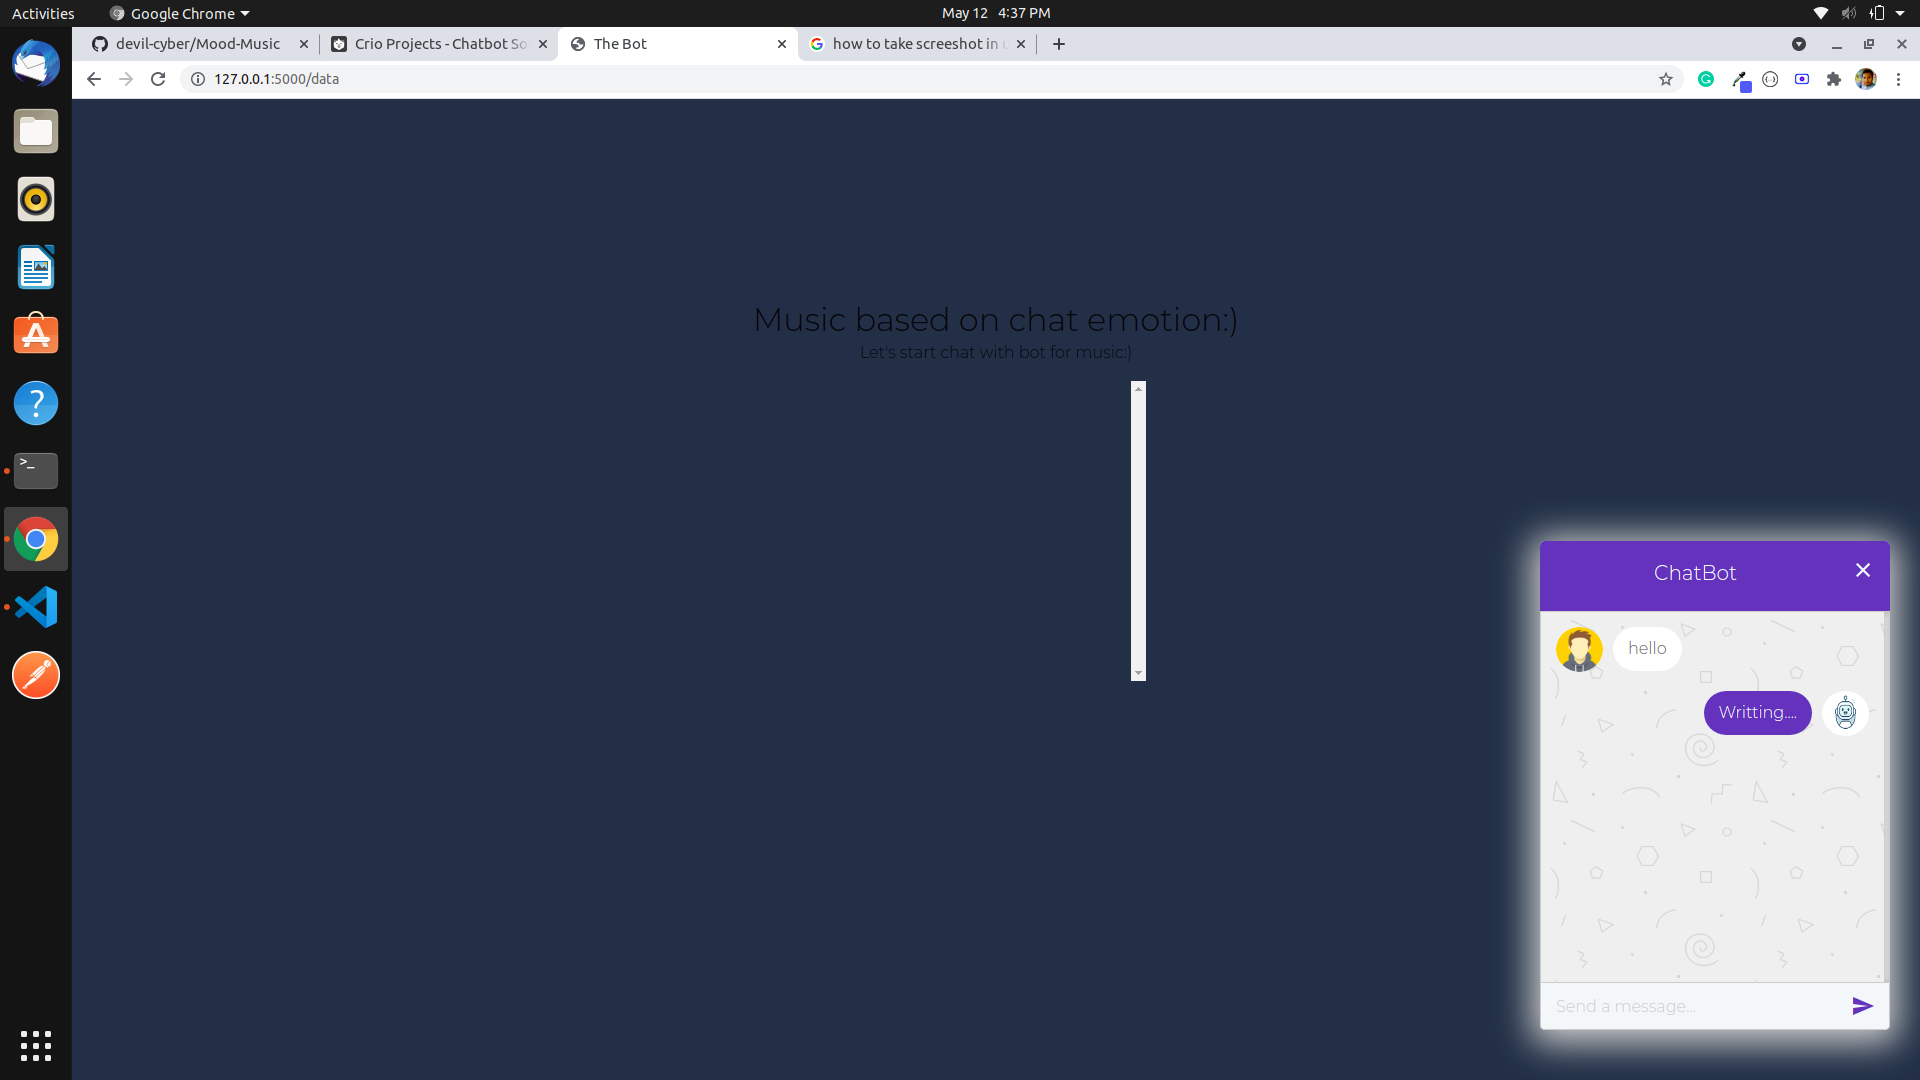 Activities
Google Chrome
May 12 4:37 PM
devil-cyber/Mood-Music
Crio Projects - Chatbot So
The Bot
how to take screeshot in
127.0.0.1:5000/data
Music based on chat emotion:)
Let's start chat with bot for music:)
ChatBot
hello
Writting....
Send a message...